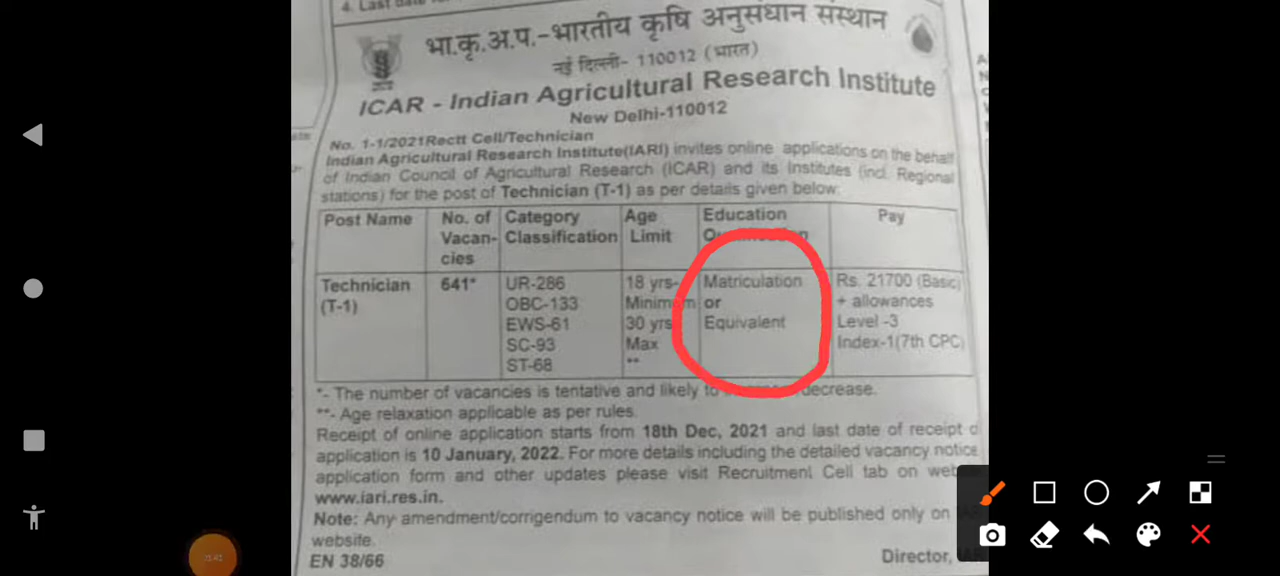 4. Last date
भा.कृ.अ.प.–भारतीय कृषि अनुसंधान संस्थान
नई दिल्ली- 110012 (भारत)
ICAR - Indian Agricultural Research Institute
New Delhi-110012
No. 1-1/2021Rectt Cell/Technician
Indian Agricultural Research Institute(IARI) invites online applications on the behalf
of Indian Council of Agricultural Research (ICAR) and its Institutes (incl. Regional
stations) for the post of Technician (T-1) as per details given below:
Post Name No. of Vacan- cies Category Classification Age Limit Education Pay
Technician (T-1) 641* UR-286 OBC-133 EWS-61 SC-93 ST-68 18 yrs- Minimum 30 yrs Max ** Matriculation or Equivalent Rs. 21700 (Basic) + allowances Level -3 Index-1(7th CPC)
*- The number of vacancies is tentative and likely to decrease.
**- Age relaxation applicable as per rules.
Receipt of online application starts from 18th Dec, 2021 and last date of receipt
application is 10 January, 2022. For more details including the detailed vacancy notice
application form and other updates please visit Recruitment Cell tab on
www.iari.res.in.
Note: Any amendment/corrigendum to vacancy notice will be published only on
website.
EN 38/66
Director,